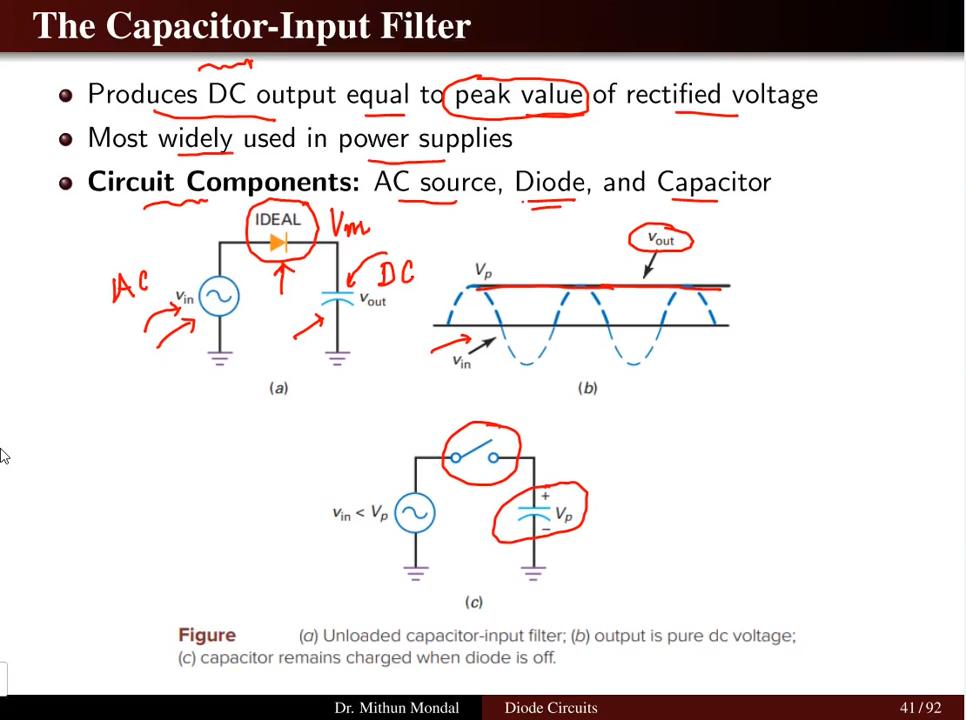 The Capacitor-Input Filter
Produces DC output equal to peak value of rectified voltage
Most widely used in power supplies
Circuit Components: AC source, Diode, and Capacitor
IDEAL
Vm
AC
DC
vin
vout
(a)
vout
Vp
vin
(b)
vin < Vp
+
Vp
−
(c)
Figure (a) Unloaded capacitor-input filter; (b) output is pure dc voltage;
(c) capacitor remains charged when diode is off.
Dr. Mithun Mondal Diode Circuits 41 / 92